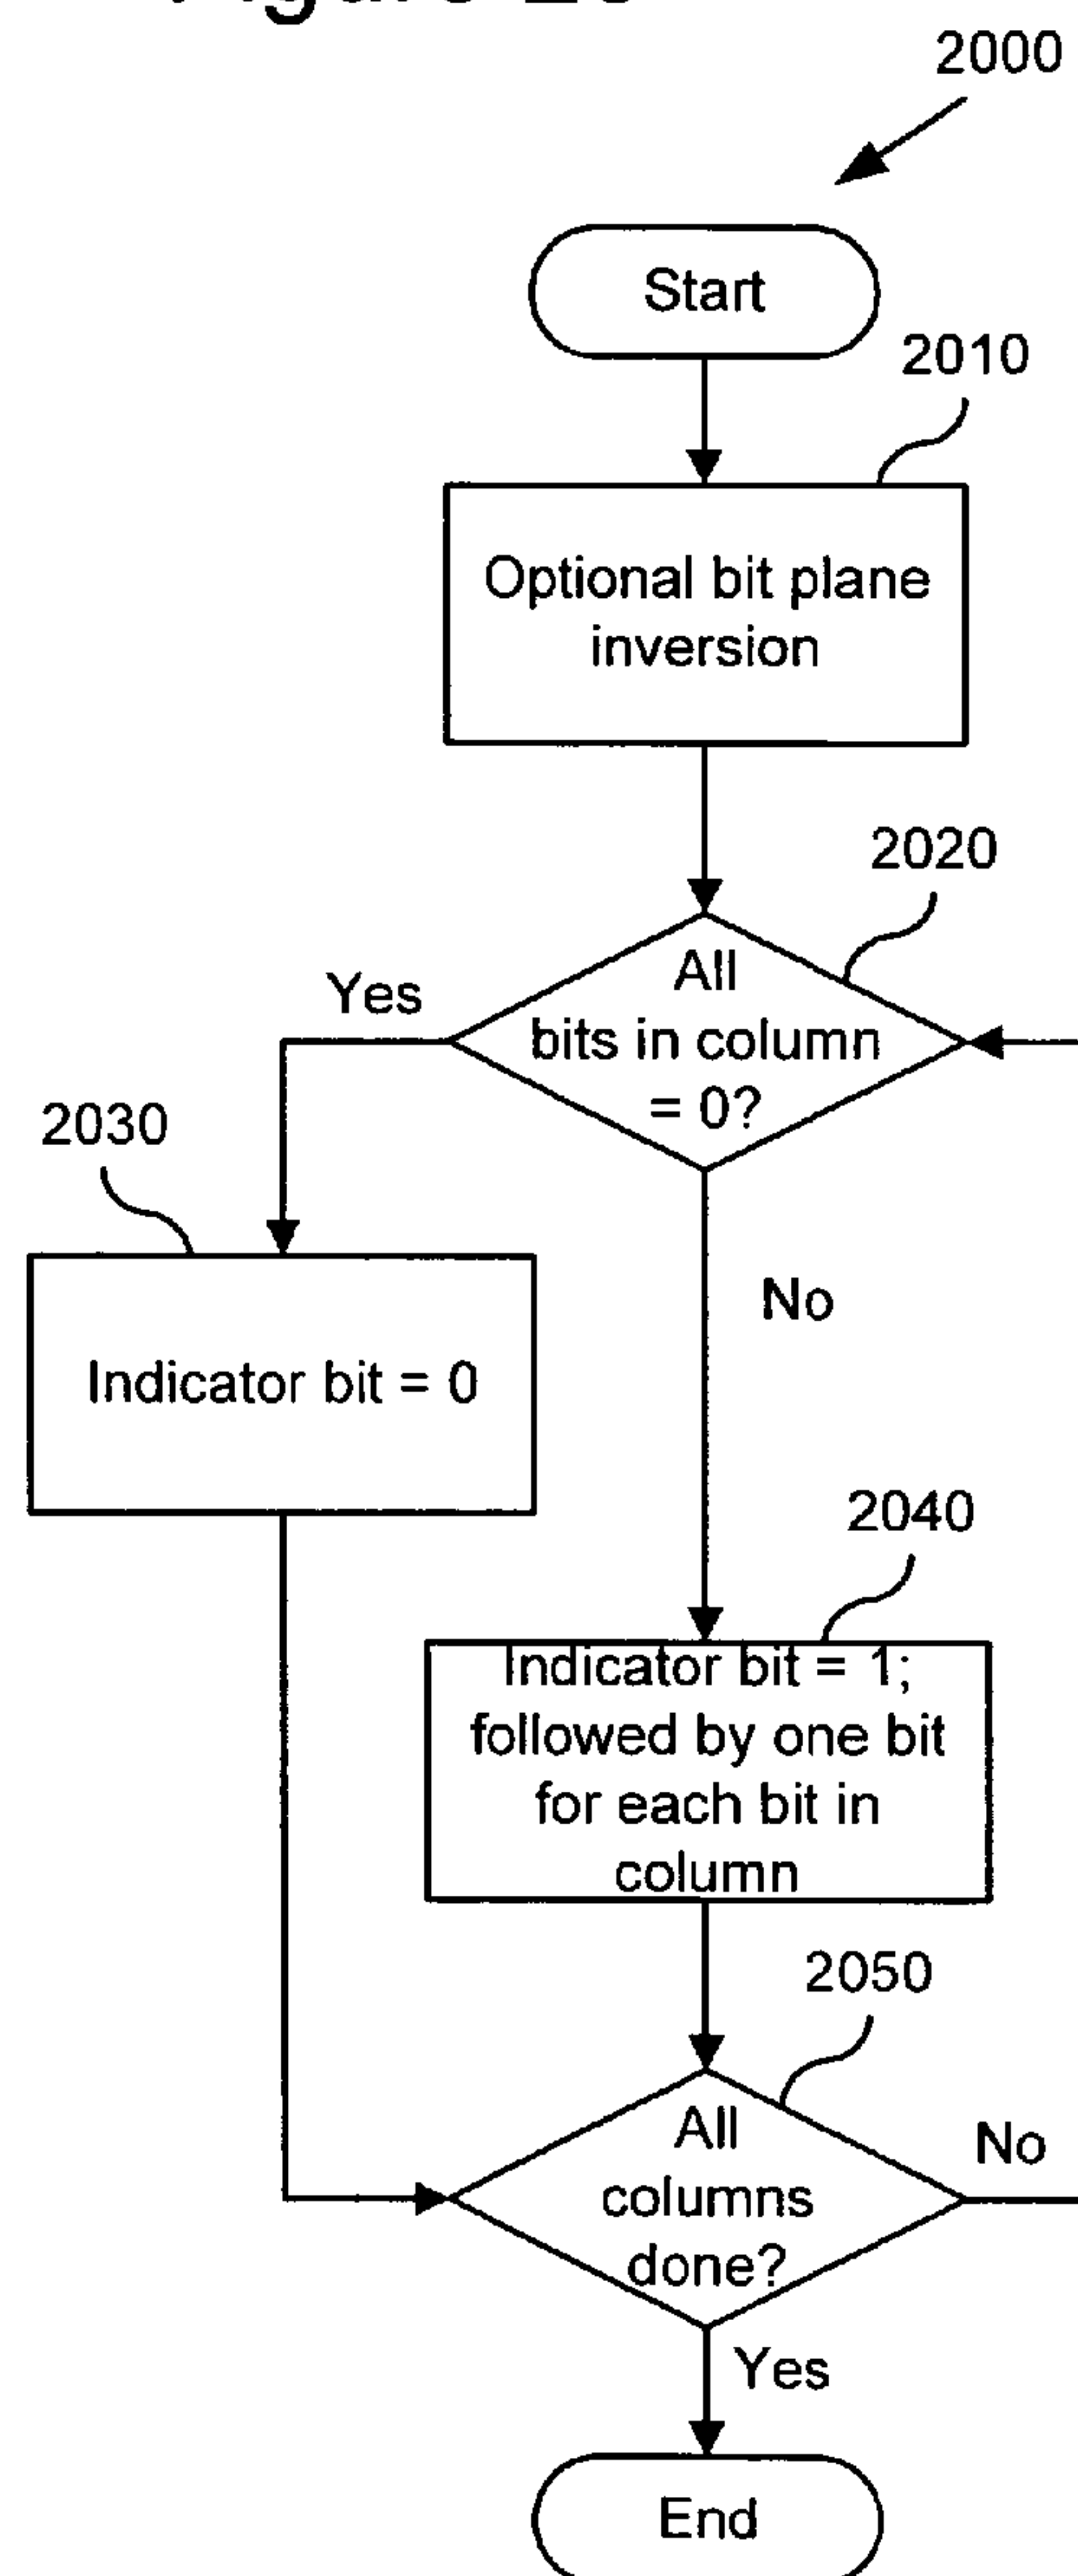 2000
Start
2010
Optional bit plane
inversion
2020
All
bits in column
= 0?
Yes
2030
No
Indicator bit = 0
2040
Indicator bit = 1;
followed by one bit
for each bit in
column
2050
All
columns
done?
No
Yes
End